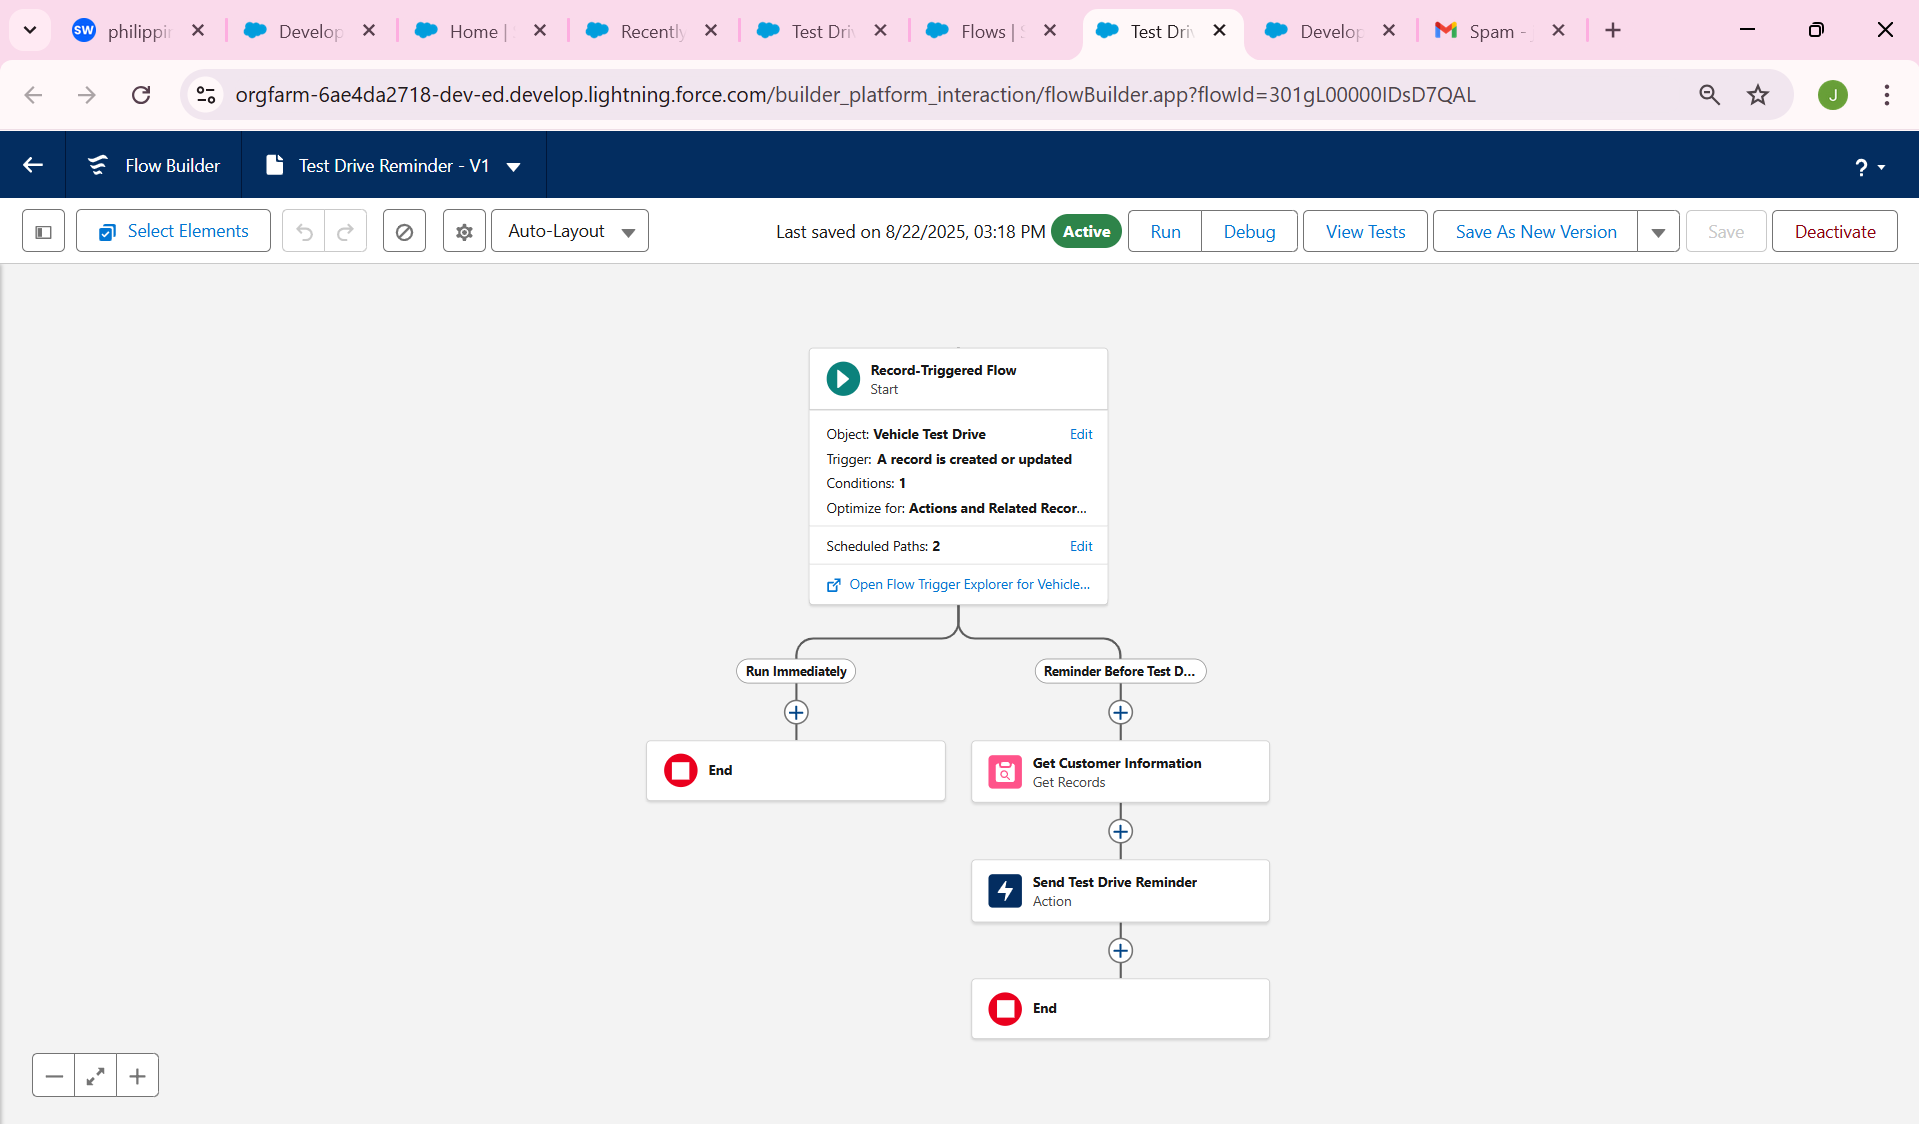 SW philippi
Develop
Home |
Recently
Test Dri
Flows |
Test Dri
Develop
Spam -
orgfarm-6ae4da2718-dev-ed.develop.lightning.force.com/builder_platform_interaction/flowBuilder.app?flowId=301gL00000IDsD7QAL
J
Flow Builder
Test Drive Reminder - V1
?
Select Elements
Auto-Layout
Last saved on 8/22/2025, 03:18 PM
Active
Run
Debug
View Tests
Save As New Version
Save
Deactivate
Record-Triggered Flow
Start
Object: Vehicle Test Drive
Edit
Trigger: A record is created or updated
Conditions: 1
Optimize for: Actions and Related Recor...
Scheduled Paths: 2
Edit
Open Flow Trigger Explorer for Vehicle...
Run Immediately
Reminder Before Test D...
End
Get Customer Information
Get Records
Send Test Drive Reminder
Action
End